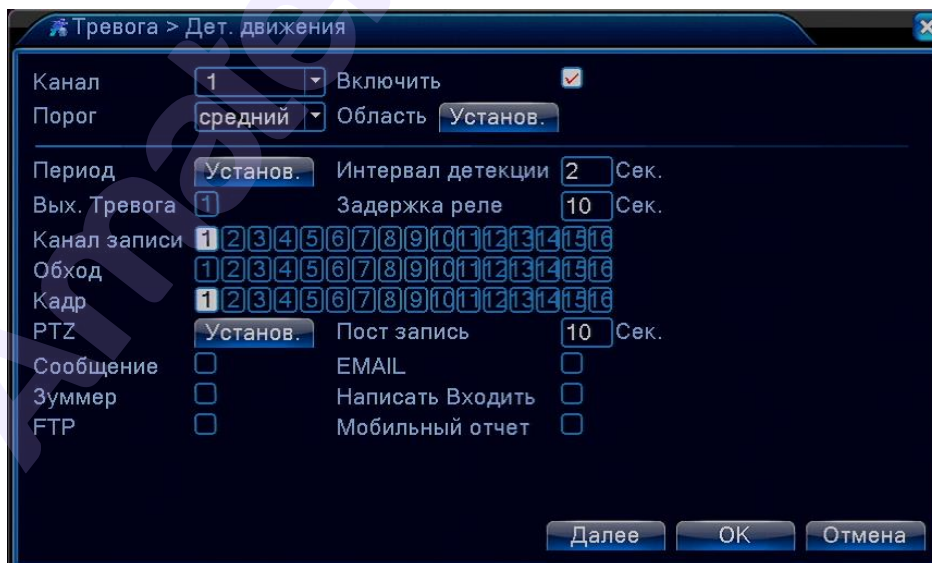 Тревога > Дет. движения
Канал 1 Включить
Порог средний Область Установ.
Период Установ. Интервал детекции 2 Сек.
Вых. Тревога 1 Задержка реле 10 Сек.
Канал записи 1 2 3 4 5 6 7 8 9 10 11 12 13 14 15 16
Обход 1 2 3 4 5 6 7 8 9 10 11 12 13 14 15 16
Кадр 1 2 3 4 5 6 7 8 9 10 11 12 13 14 15 16
PTZ Установ. Пост запись 10 Сек.
Сообщение EMAIL
Зуммер Написать Входить
FTP Мобильный отчет
Далее OK Отмена